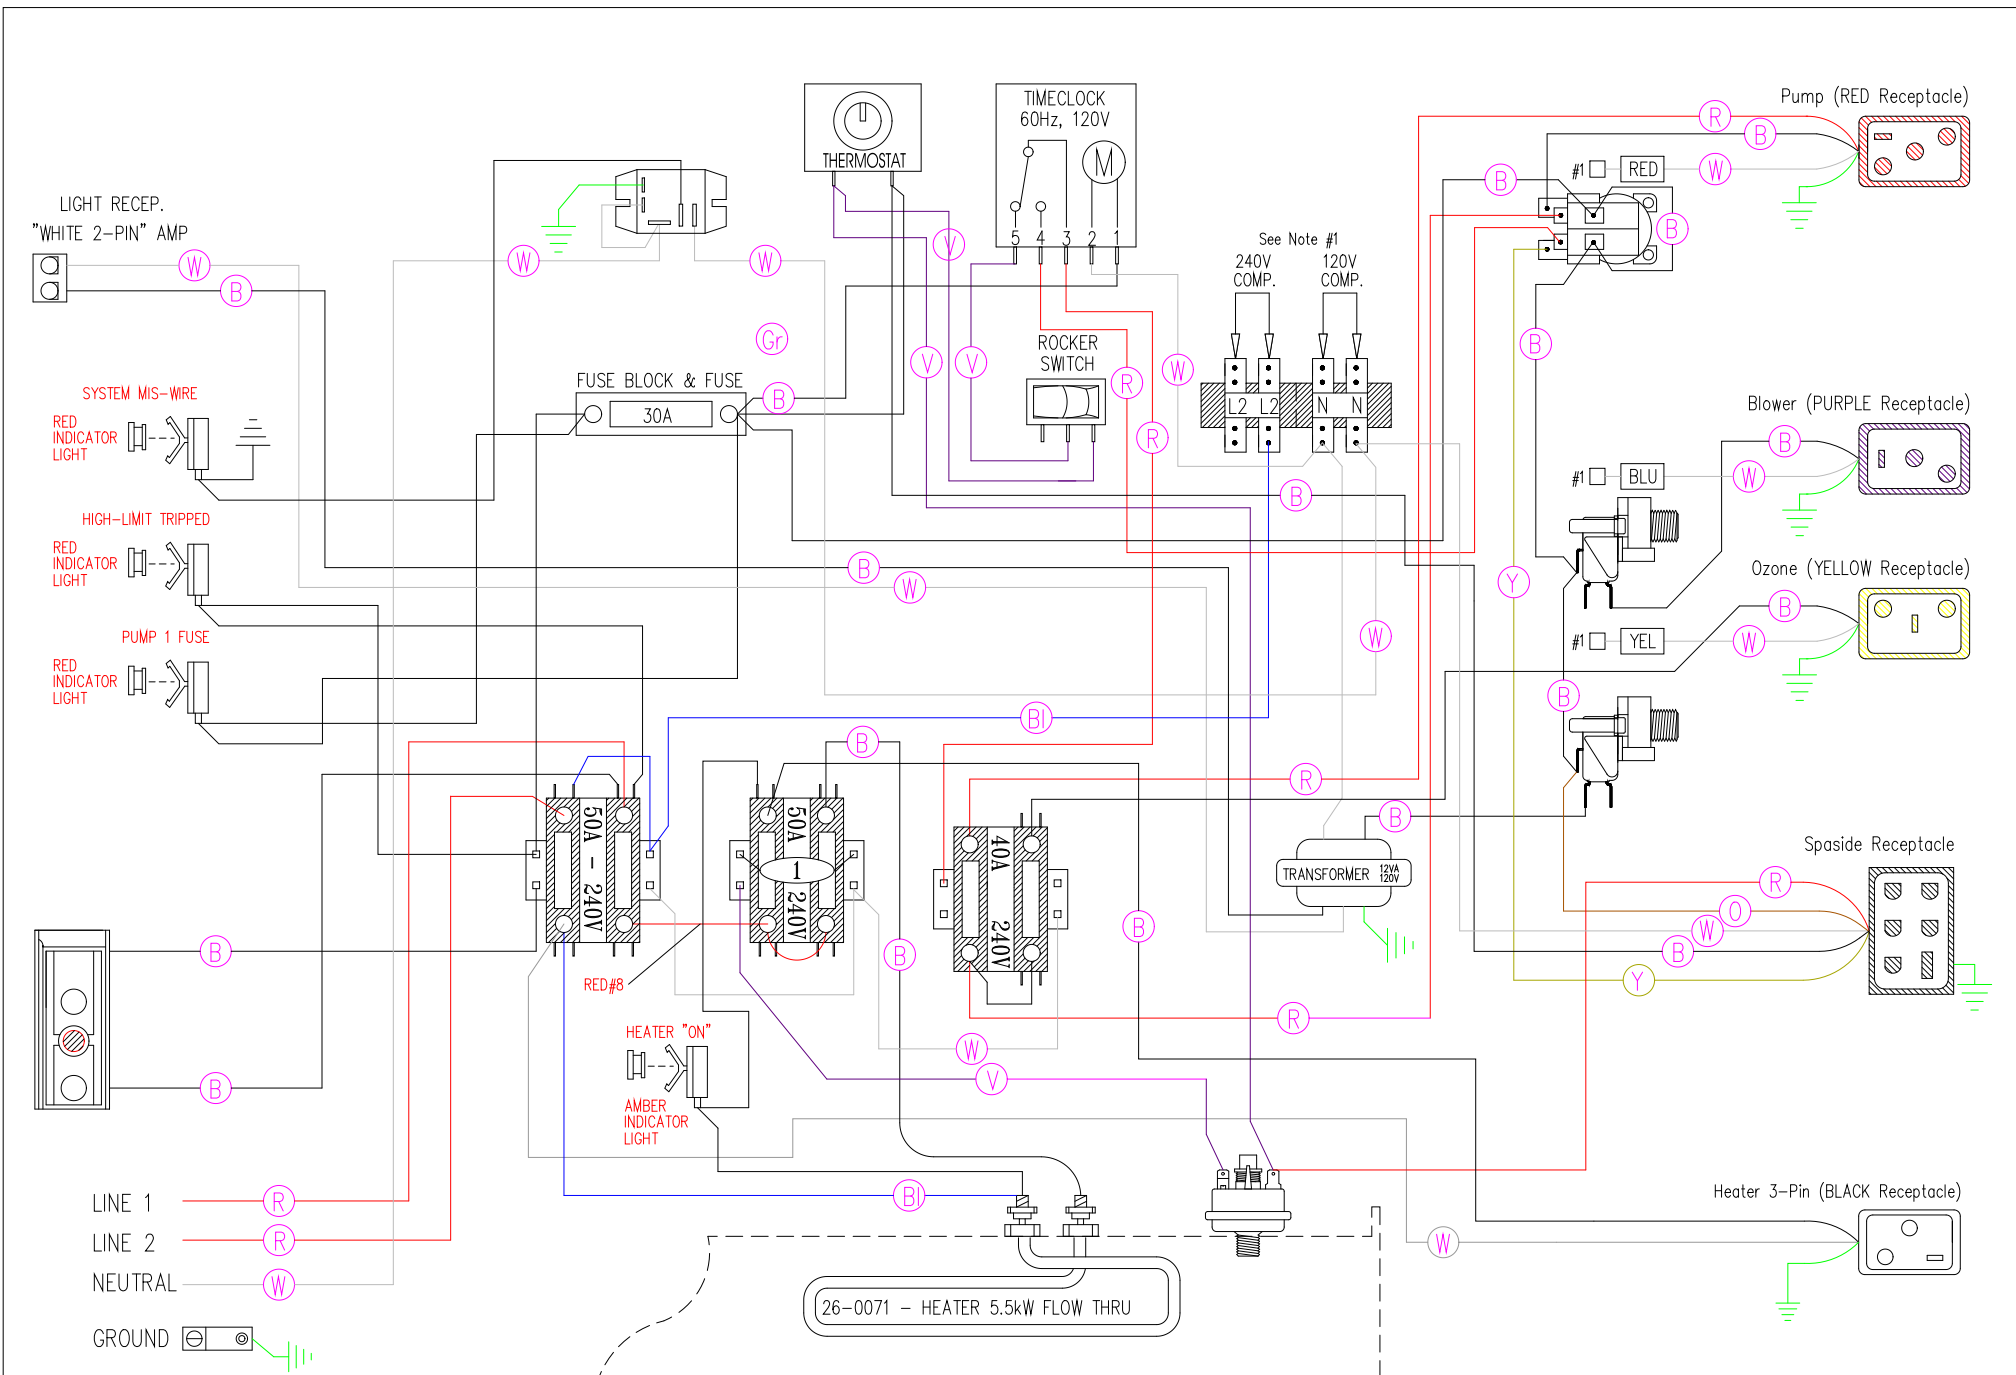 Pump (RED Receptacle)
TIMECLOCK
60Hz, 120V
M
THERMOSTAT
5 4 3 2 1
R
B
#1 RED W
B
B
LIGHT RECEP.
"WHITE 2-PIN" AMP
W
B
W
W
V
See Note #1
240V
COMP.
120V
COMP.
Gr
ROCKER
SWITCH
V
V
W
R
B
FUSE BLOCK & FUSE
30A
B
L2 L2 N N
R
SYSTEM MIS-WIRE
RED
INDICATOR
LIGHT
Blower (PURPLE Receptacle)
B
#1 BLU W
B
HIGH-LIMIT TRIPPED
RED
INDICATOR
LIGHT
B
W
Y
Ozone (YELLOW Receptacle)
B
#1 YEL W
W
PUMP 1 FUSE
RED
INDICATOR
LIGHT
B
Bl
B
R
50A - 240V
50A 240V
1
40A 240V
B
TRANSFORMER 12VA
120V
Spaside Receptacle
R
O
W
B
Y
B
B
B
RED#8
R
HEATER "ON"
W
V
AMBER
INDICATOR
LIGHT
B
Bl
Heater 3-Pin (BLACK Receptacle)
W
LINE 1 R
LINE 2 R
NEUTRAL W
GROUND
26-0071 - HEATER 5.5kW FLOW THRU